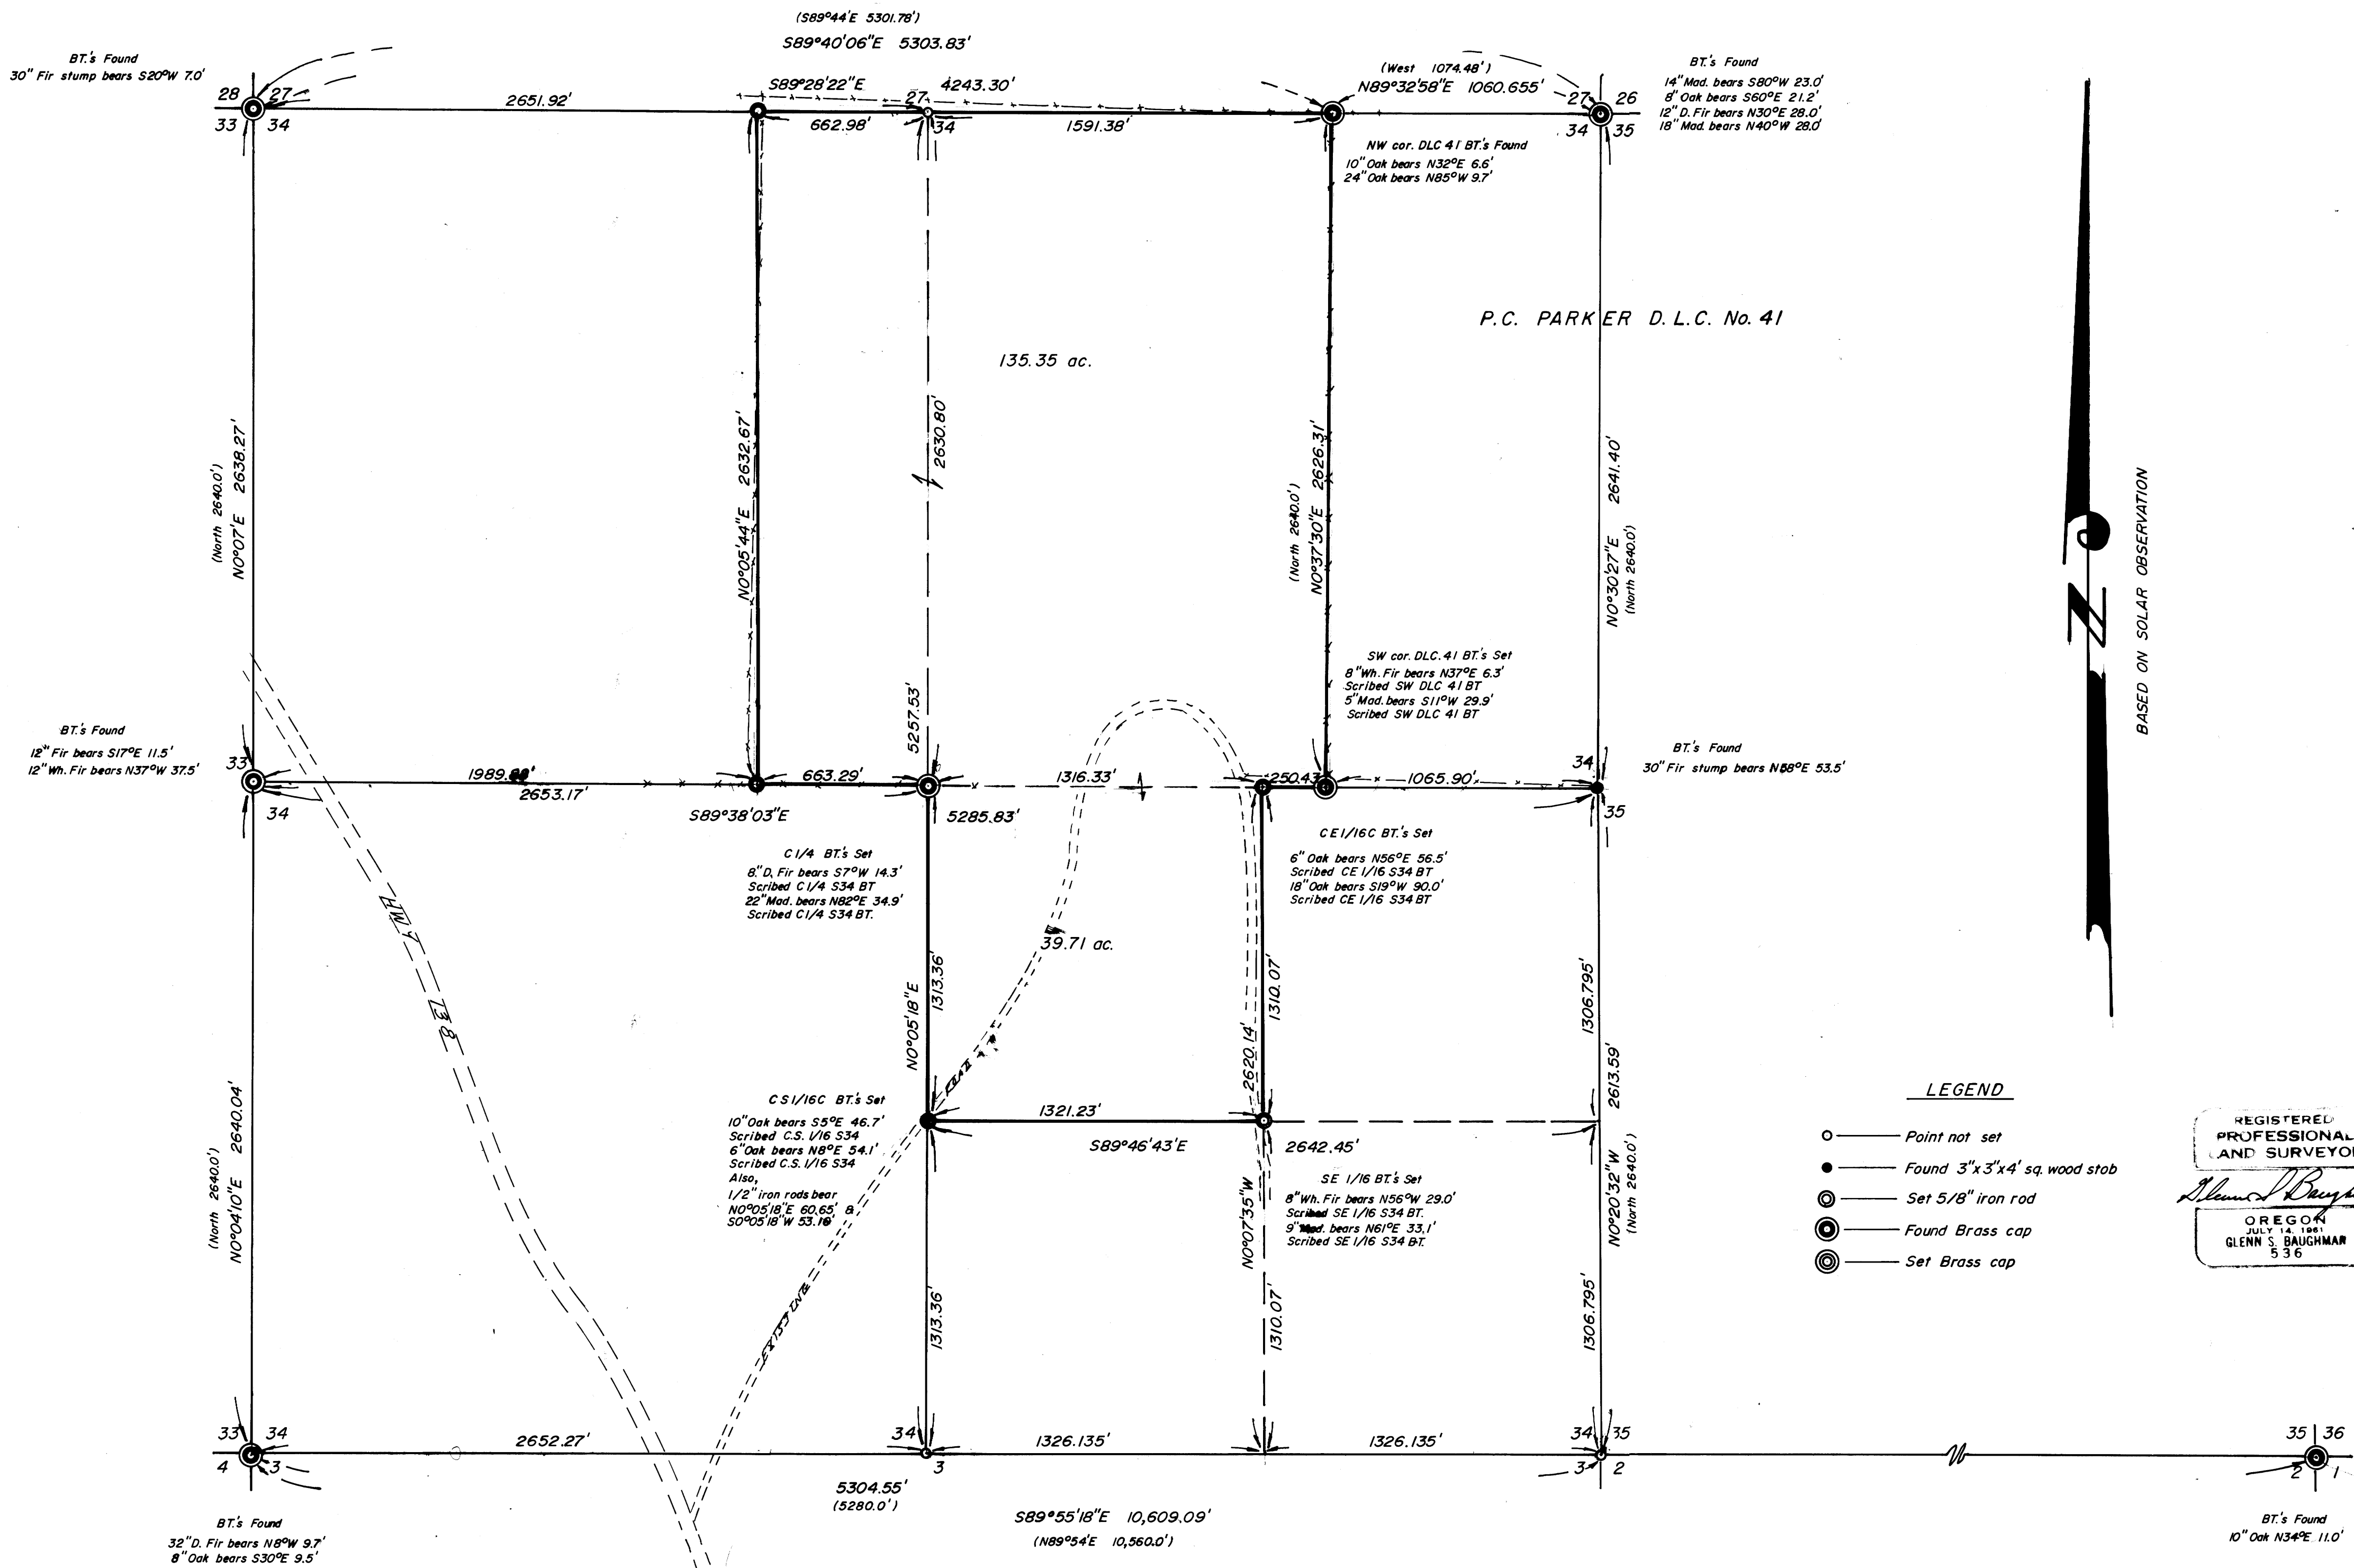 (S89°44'E 5301.78')
S89°40'06"E 5303.83'
BT.'s Found
30" Fir stump bears S20°W 7.0'
28 27
33 34
2651.92'
S89°28'22"E
4243.30'
27
34
662.98'
1591.38'
(West 1074.48')
N89°32'58"E 1060.655'
27 26
34 35
BT.'s Found
14" Mad. bears S80°W 23.0'
8" Oak bears S60°E 21.2'
12" D. Fir bears N30°E 28.0'
18" Mad. bears N40°W 28.0'
NW cor. DLC 41 BT.'s Found
10" Oak bears N32°E 6.6'
24" Oak bears N85°W 9.7'
P.C. PARKER D.L.C. No. 41
135.35 ac.
(North 2640.0')
N0°07'E 2638.27'
N0°05'44"E 2632.67'
2630.80'
5257.53'
(North 2640.0')
N0°37'30"E 2626.31'
N0°30'27"E 2641.40'
(North 2640.0')
N
BASED ON SOLAR OBSERVATION
SW cor. DLC. 41 BT.'s Set
8" Wh. Fir bears N37°E 6.3'
Scribed SW DLC 41 BT
5" Mad. bears S11°W 29.9'
Scribed SW DLC 41 BT
BT.'s Found
12" Fir bears S17°E 11.5'
12" Wh. Fir bears N37°W 37.5'
33
34
2653.17'
663.29'
S89°38'03"E
1316.33'
5285.83'
250.43
1065.90'
34
35
BT.'s Found
30" Fir stump bears 53.5'
C 1/4 BT.'s Set
8" D. Fir bears S7°W 14.3'
Scribed C 1/4 S34 BT
22" Mad. bears N82°E 34.9'
Scribed C 1/4 S34 BT.
CE 1/16C BT.'s Set
6" Oak bears N56°E 56.5'
Scribed CE 1/16 S34 BT
18" Oak bears S19°W 90.0'
Scribed CE 1/16 S34 BT
HWY 138
39.71 ac.
N0°05'18"E
1313.36'
1310.07'
2620.14'
1306.795'
2613.59'
(North 2640.0')
N0°04'10"E 2640.04'
EXISTING ROAD
CS 1/16C BT.'s Set
10" Oak bears S5°E 46.7'
Scribed C.S. 1/16 S34
6" Oak bears N8°E 54.1'
Scribed C.S. 1/16 S34
Also,
1/2" iron rods bear
N0°05'18"E 60.65' &
S0°05'18"W
1321.23'
S89°46'43"E
2642.45'
SE 1/16 BT.'s Set
8" Wh. Fir bears N56°W 29.0'
Scribed SE 1/16 S34 BT.
9" Mad. bears N61°E 33.1'
Scribed SE 1/16 S34 BT.
N0°07'35"W
1310.07'
1313.36'
N0°20'32"W
(North 2640.0')
1306.795'
LEGEND
Point not set
Found 3"x3"x4' sq. wood stob
Set 5/8" iron rod
Found Brass cap
Set Brass cap
REGISTERED
PROFESSIONAL
LAND SURVEYOR
OREGON
JULY 14, 1961
GLENN S. BAUGHMAN
536
33 34
4 3
2652.27'
34
3
1326.135'
1326.135'
34 35
3 2
35 36
2 1
5304.55'
(5280.0')
S89°55'18"E 10,609.09'
(N89°54'E 10,560.0')
BT.'s Found
32" D. Fir bears N8°W 9.7'
8" Oak bears S30°E 9.5'
BT.'s Found
10" Oak N34°E 11.0'